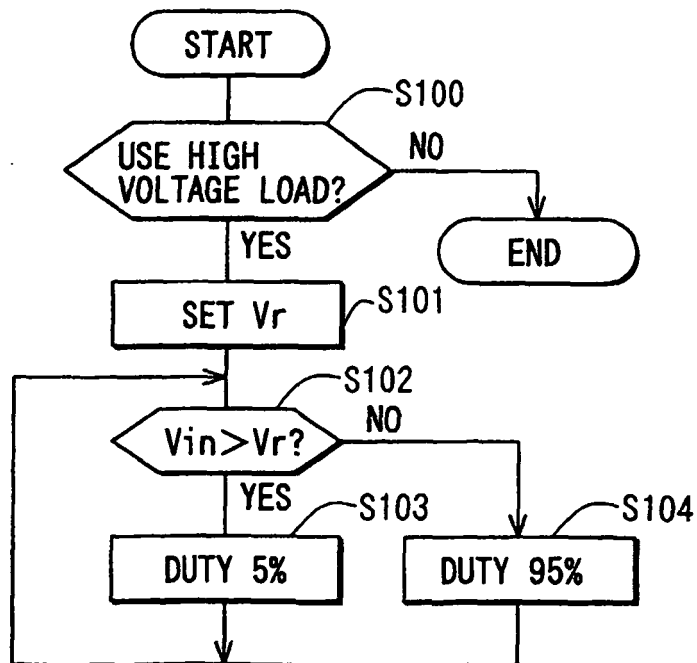 START
S100
USE HIGH
VOLTAGE LOAD?
NO
YES
END
SET Vr
S101
S102
Vin>Vr?
NO
YES
S103
S104
DUTY 5%
DUTY 95%